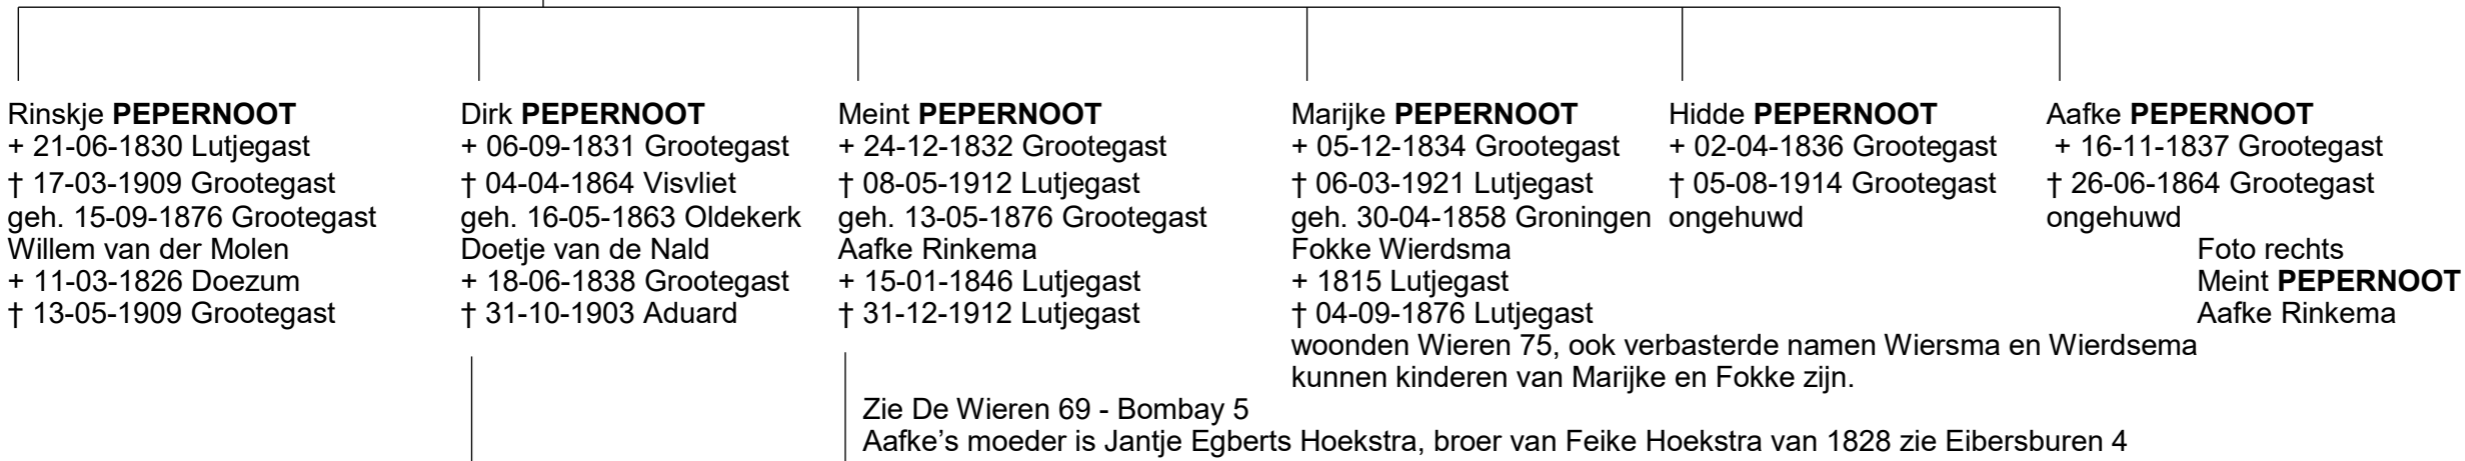 Rinskje PEPERNOOT
+ 21-06-1830 Lutjegast
† 17-03-1909 Grootegast
geh. 15-09-1876 Grootegast
Willem van der Molen
+ 11-03-1826 Doezum
† 13-05-1909 Grootegast
Dirk PEPERNOOT
+ 06-09-1831 Grootegast
† 04-04-1864 Visvliet
geh. 16-05-1863 Oldekerk
Doetje van de Nald
+ 18-06-1838 Grootegast
† 31-10-1903 Aduard
Meint PEPERNOOT
+ 24-12-1832 Grootegast
† 08-05-1912 Lutjegast
geh. 13-05-1876 Grootegast
Aafke Rinkema
+ 15-01-1846 Lutjegast
† 31-12-1912 Lutjegast
Zie De Wieren 69 - Bombay 5
Aafke's moeder is Jantje Egberts Hoekstra, broer van Feike Hoekstra van 1828 zie Eibersburen 4
Marijke PEPERNOOT
+ 05-12-1834 Grootegast
† 06-03-1921 Lutjegast
geh. 30-04-1858 Groningen
Fokke Wierdsma
+ 1815 Lutjegast
† 04-09-1876 Lutjegast
woonden Wieren 75, ook verbasterde namen Wiersma en Wierdsema
kunnen kinderen van Marijke en Fokke zijn.
Hidde PEPERNOOT
+ 02-04-1836 Grootegast
† 05-08-1914 Grootegast
ongehuwd
Aafke PEPERNOOT
+ 16-11-1837 Grootegast
† 26-06-1864 Grootegast
ongehuwd
Foto rechts
Meint PEPERNOOT
Aafke Rinkema